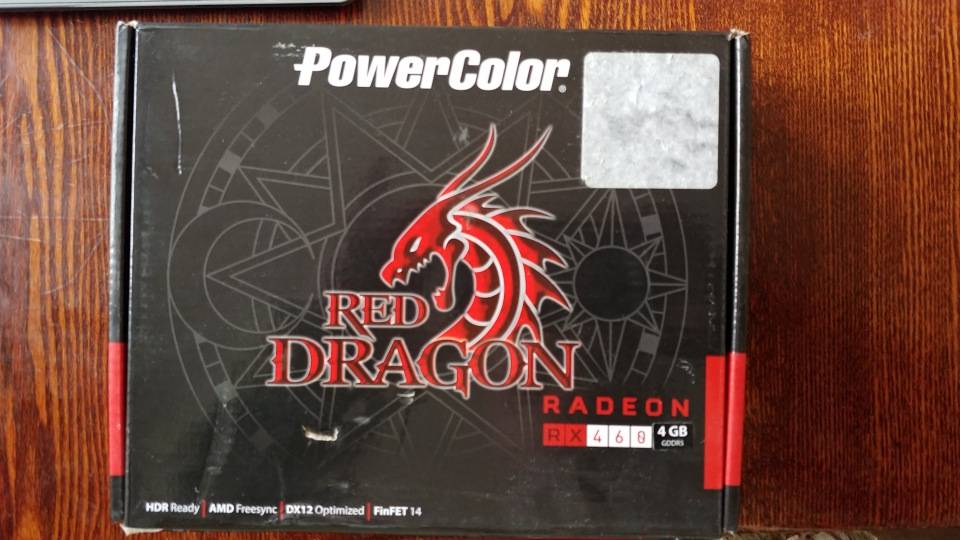 PowerColor®
RED
DRAGON
RADEON
RX 460 4 GB
GDDR5
HDR Ready | AMD Freesync | DX12 Optimized | FinFET 14